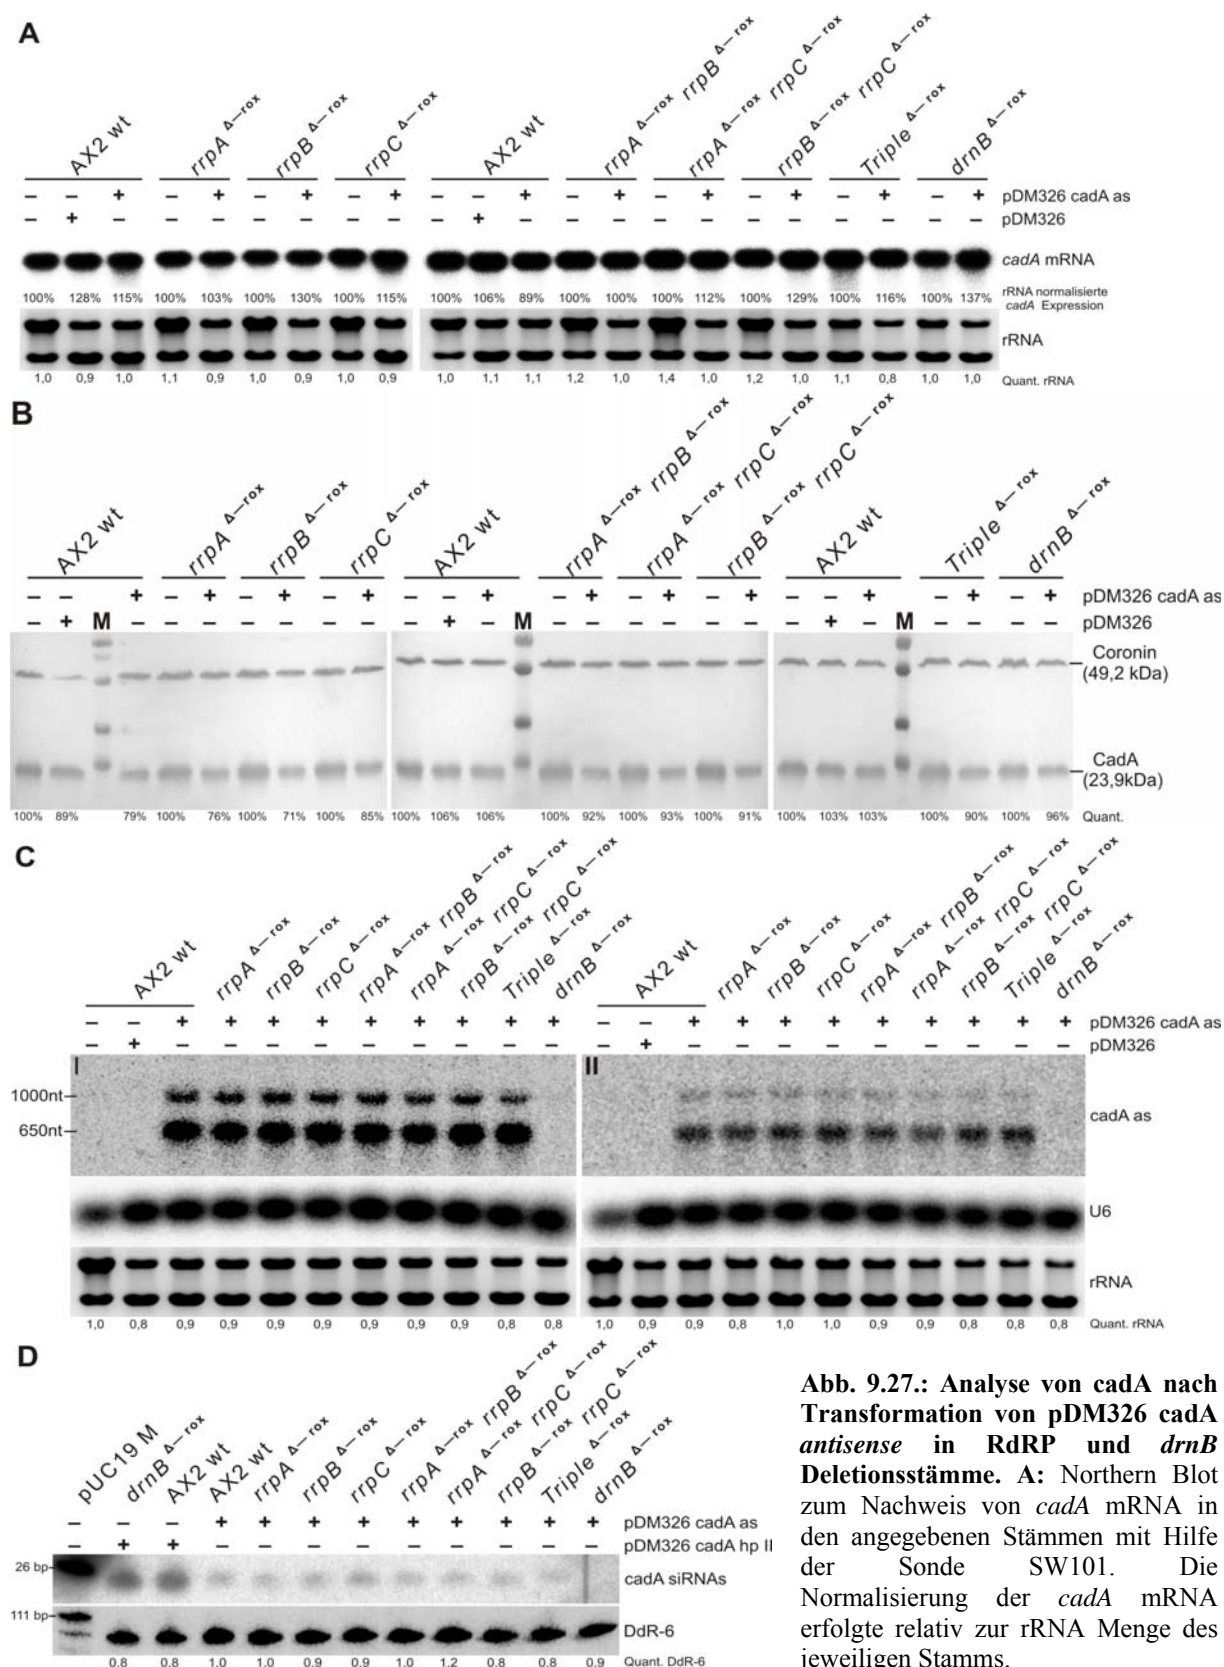 A
AX2 wt rrpA Δ—rox rrpB Δ—rox rrpC Δ—rox AX2 wt rrpA Δ—rox rrpB Δ—rox rrpA Δ—rox rrpC Δ—rox rrpB Δ—rox rrpC Δ—rox Triple Δ—rox drnB Δ—rox
– – + – + – + – + – – + – + – + – + – + – + pDM326 cadA as
– + – – – – – – – – + – – – – – – – – – – – pDM326
cadA mRNA
100% 128% 115% 100% 103% 100% 130% 100% 115% 100% 106% 89% 100% 100% 100% 112% 100% 129% 100% 116% 100% 137% rRNA normalisierte
cadA Expression
rRNA
1,0 0,9 1,0 1,1 0,9 1,0 0,9 1,0 0,9 1,0 1,1 1,1 1,2 1,0 1,4 1,0 1,2 1,0 1,1 0,8 1,0 1,0 Quant. rRNA
B
AX2 wt rrpA Δ—rox rrpB Δ—rox rrpC Δ—rox AX2 wt rrpA Δ—rox rrpB Δ—rox rrpA Δ—rox rrpC Δ—rox rrpB Δ—rox rrpC Δ—rox AX2 wt Triple Δ—rox drnB Δ—rox
– – + – + – + – + – – + – + – + – + – – + – + – + pDM326 cadA as
– + M – – – – – – – – + – M – – – – – – – + – M – – – – pDM326
Coronin
(49,2 kDa)
CadA
(23,9kDa)
100% 89% 79% 100% 76% 100% 71% 100% 85% 100% 106% 106% 100% 92% 100% 93% 100% 91% 100% 103% 103% 100% 90% 100% 96% Quant.
C
AX2 wt rrpA Δ—rox rrpB Δ—rox rrpC Δ—rox rrpA Δ—rox rrpB Δ—rox rrpA Δ—rox rrpC Δ—rox rrpB Δ—rox rrpC Δ—rox Triple Δ—rox drnB Δ—rox AX2 wt rrpA Δ—rox rrpB Δ—rox rrpC Δ—rox rrpA Δ—rox rrpB Δ—rox rrpA Δ—rox rrpC Δ—rox rrpB Δ—rox rrpC Δ—rox Triple Δ—rox drnB Δ—rox
– – + + + + + + + + + – – + + + + + + + + + pDM326 cadA as
– + – – – – – – – – – – + – – – – – – – – – pDM326
I II
1000nt
650nt
cadA as
U6
rRNA
1,0 0,8 0,9 0,9 0,9 0,9 0,9 0,9 0,9 0,8 0,8 1,0 0,9 0,9 0,8 1,0 1,0 0,9 0,9 0,8 0,8 0,8 Quant. rRNA
D
pUC19 M drnB Δ—rox AX2 wt AX2 wt rrpA Δ—rox rrpB Δ—rox rrpC Δ—rox rrpA Δ—rox rrpB Δ—rox rrpA Δ—rox rrpC Δ—rox rrpB Δ—rox rrpC Δ—rox Triple Δ—rox drnB Δ—rox
– – – + + + + + + + + + pDM326 cadA as
– + + – – – – – – – – – pDM326 cadA hp II
26 bp
cadA siRNAs
111 bp
DdR-6
0,8 0,8 1,0 1,0 0,9 0,9 1,0 1,2 0,8 0,8 0,9 Quant. DdR-6
Abb. 9.27.: Analyse von cadA nach
Transformation von pDM326 cadA
antisense in RdRP und drnB
Deletionsstämme. A: Northern Blot
zum Nachweis von cadA mRNA in
den angegebenen Stämmen mit Hilfe
der Sonde SW101. Die
Normalisierung der cadA mRNA
erfolgte relativ zur rRNA Menge des
jeweiligen Stamms.